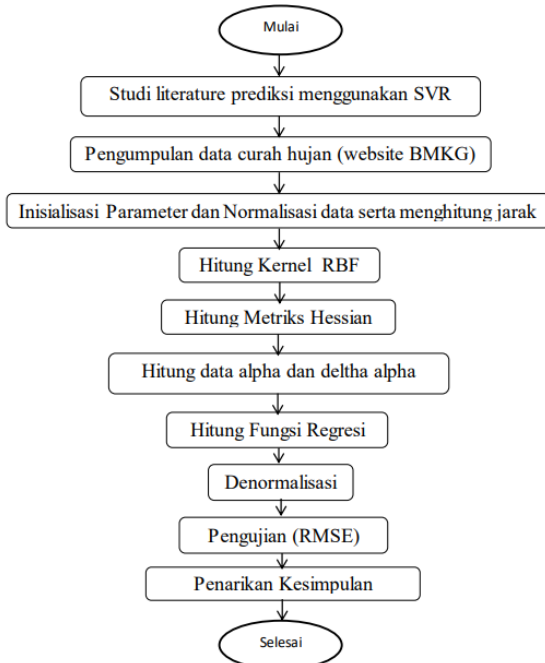 Mulai
Studi literature prediksi menggunakan SVR
Pengumpulan data curah hujan (website BMKG)
Inisialisasi Parameter dan Normalisasi data serta menghitung jarak
Hitung Kernel RBF
Hitung Metriks Hessian
Hitung data alpha dan deltha alpha
Hitung Fungsi Regresi
Denormalisasi
Pengujian (RMSE)
Penarikan Kesimpulan
Selesai